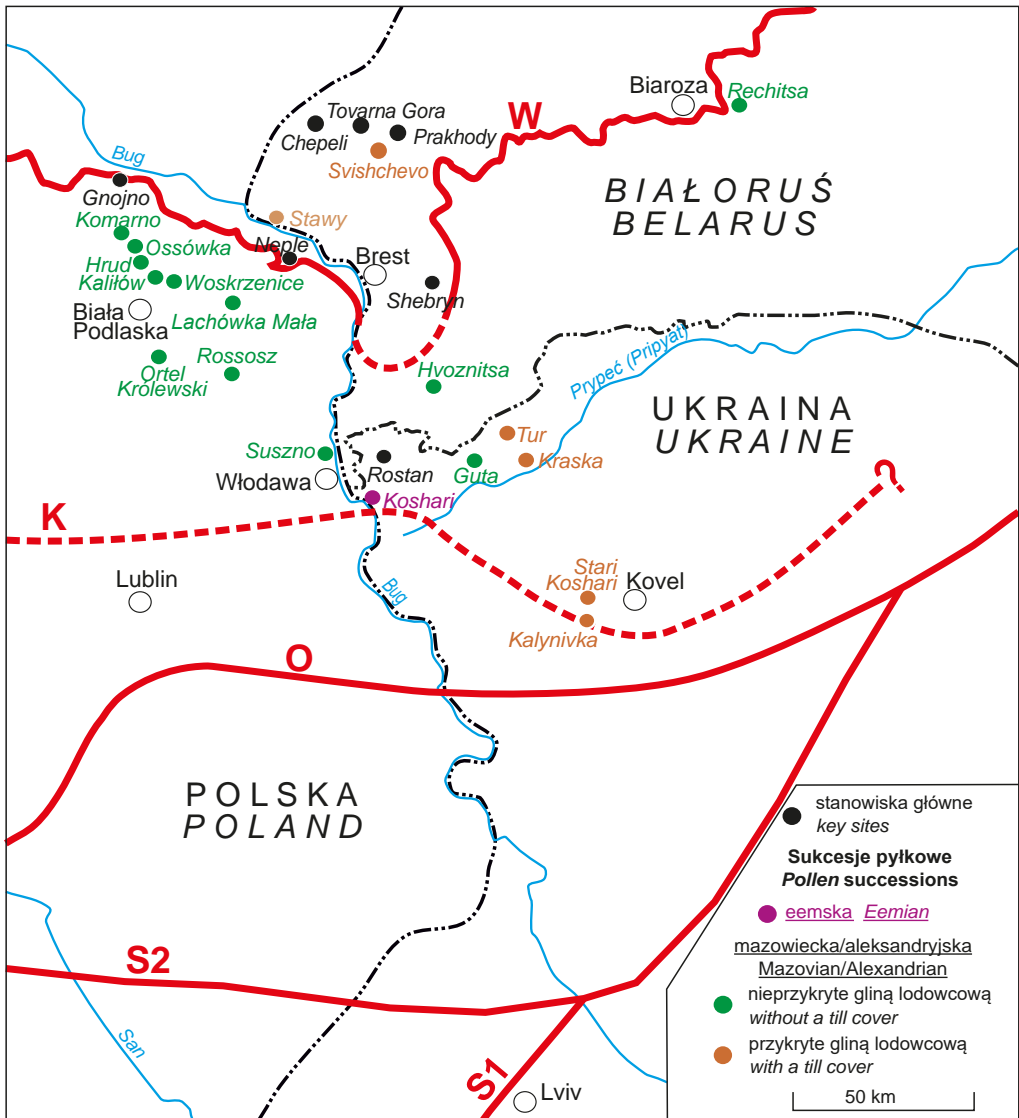 Biaroza
Rechitsa
W
Tovarna Gora
Chepeli
Prakhody
Svishchevo
Bug
Gnojno
Komarno
Ossówka
Hrud
Kaliłów
Woskrzenice
Biała
Podlaska
Lachówka Mała
Rossosz
Ortel
Królewski
Stawy
Neple
Brest
Shebryn
BIAŁORUŚ
BELARUS
Hvoznitsa
Prypeć (Pripyat)
UKRAINA
UKRAINE
Tur
Kraska
Guta
Suszno
Włodawa
Rostan
Koshari
K
Lublin
Bug
Stari
Koshari
Kovel
Kalynivka
O
POLSKA
POLAND
S2
San
S1
Lviv
stanowiska główne
key sites
Sukcesje pyłkowe
Pollen successions
eemska Eemian
mazowiecka/aleksandryjska
Mazovian/Alexandrian
nieprzykryte gliną lodowcową
without a till cover
przykryte gliną lodowcową
with a till cover
50 km